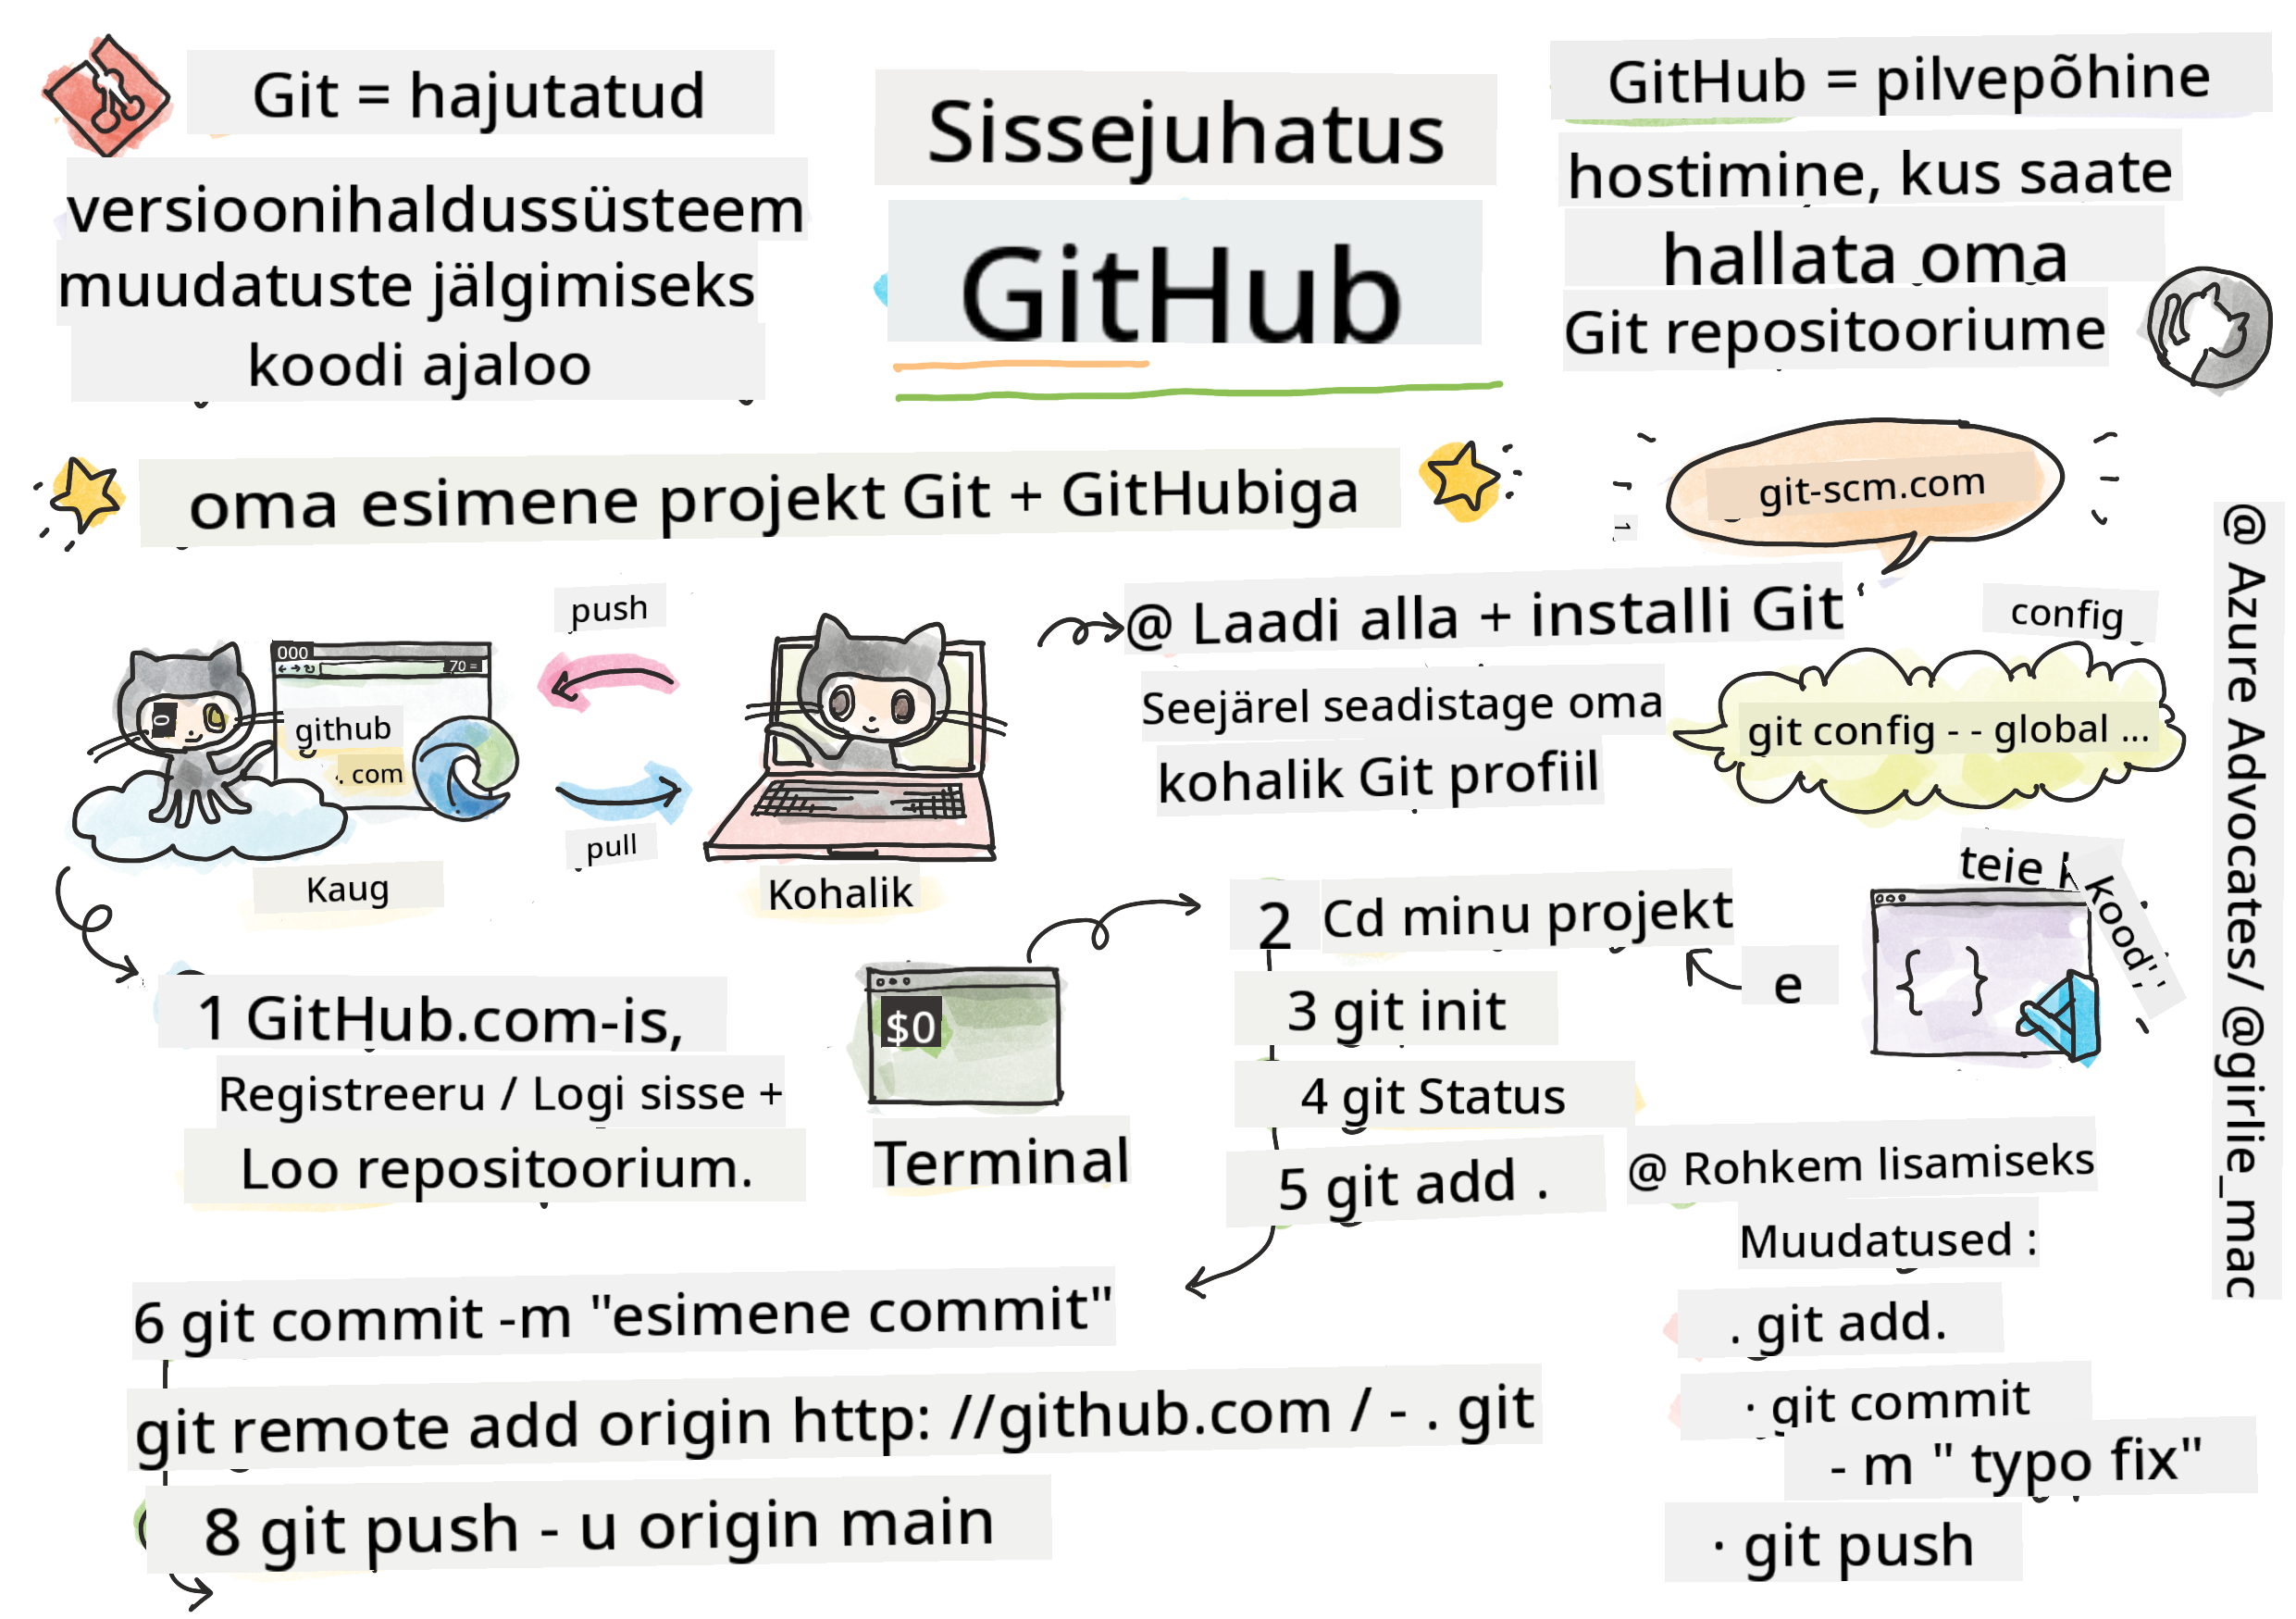 Git = hajutatud
versioonihaldussüsteem
muudatuste jälgimiseks
koodi ajaloo
Sissejuhatus
GitHub
GitHub = pilvepõhine
hostimine, kus saate
hallata oma
Git repositooriume
oma esimene projekt Git + GitHubiga
git-scm.com
push
github
. com
pull
Kaug
Kohalik
@ Laadi alla + installi Git
Seejärel seadistage oma
kohalik Git profiil
config
git config - - global ...
@ Azure Advocates/ @girlie_mac
1 GitHub.com-is,
Registreeru / Logi sisse +
Loo repositoorium.
$0
Terminal
2 Cd minu projekt
3 git init
4 git Status
5 git add .
e
teie
kood',
{ }
6 git commit -m "esimene commit"
git remote add origin http: //github.com / - . git
8 git push - u origin main
@ Rohkem lisamiseks
Muudatused :
. git add.
· git commit
- m " typo fix"
· git push